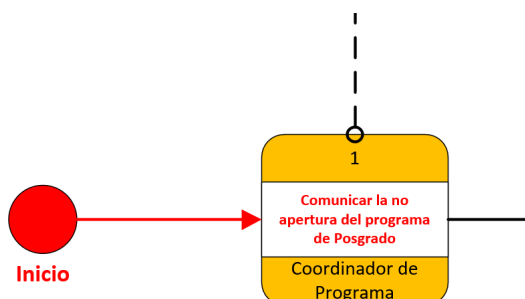 1
Comunicar la no
apertura del programa
de Posgrado
Inicio
Coordinador de
Programa